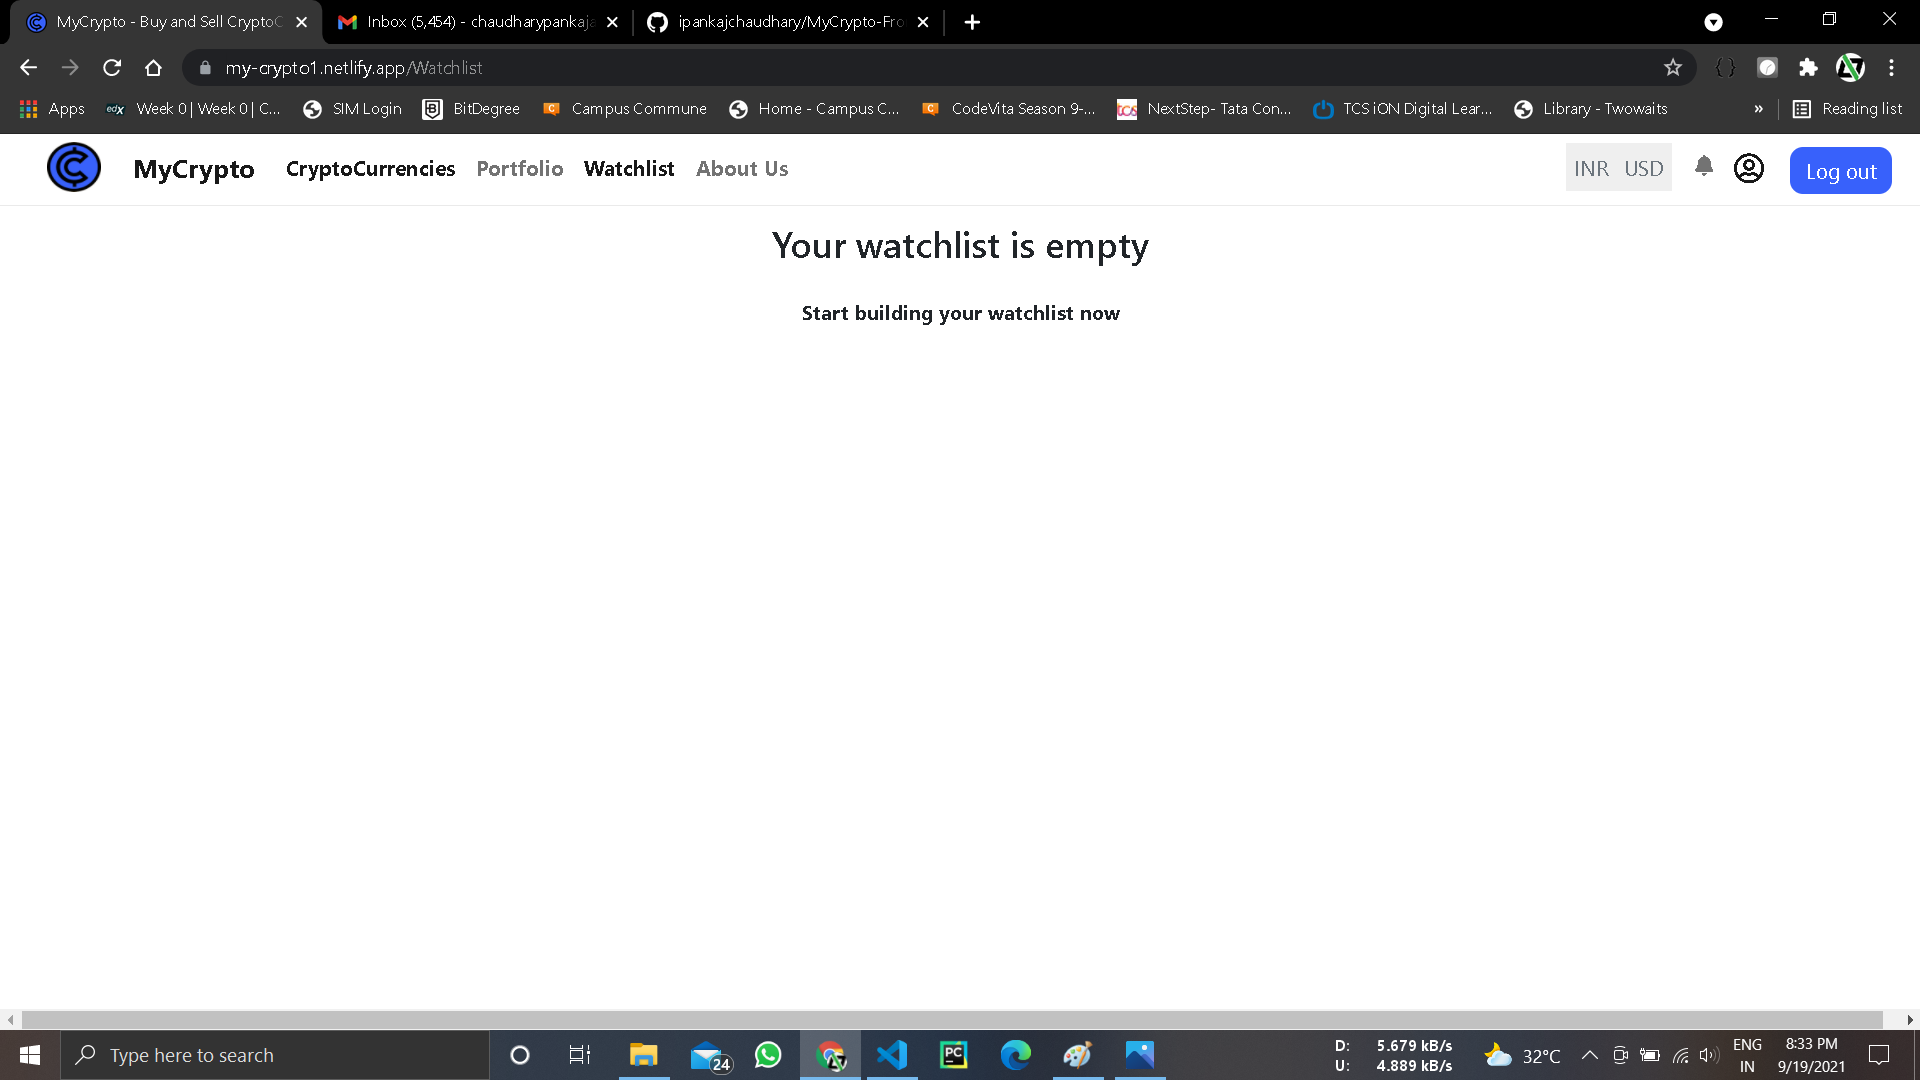 MyCrypto - Buy and Sell CryptoC
Inbox (5,454) - chaudharypankaj
ipankajchaudhary/MyCrypto-Fro
my-crypto1.netlify.app/Watchlist
Apps
edx
Week 0 | Week 0 | C...
SIM Login
BitDegree
Campus Commune
Home - Campus C...
CodeVita Season 9-...
tcs
NextStep- Tata Con...
TCS iON Digital Lear...
Library - Twowaits
»
Reading list
MyCrypto
CryptoCurrencies
Portfolio
Watchlist
About Us
INR USD
Log out
Your watchlist is empty
Start building your watchlist now
Type here to search
24
PC
D: 5.679 kB/s
U: 4.889 kB/s
32°C
ENG
IN
8:33 PM
9/19/2021